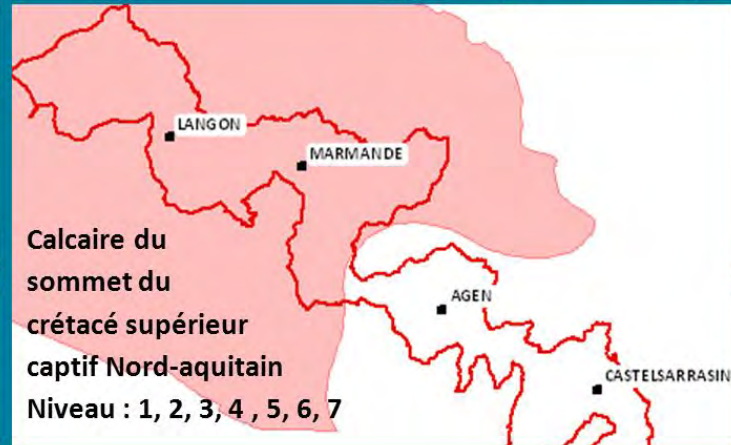 LANGON
MARMANDE
Calcaire du
sommet du
crétacé supérieur
captif Nord-aquitain
Niveau : 1, 2, 3, 4 , 5, 6, 7
AGEN
CASTELSARRASIN